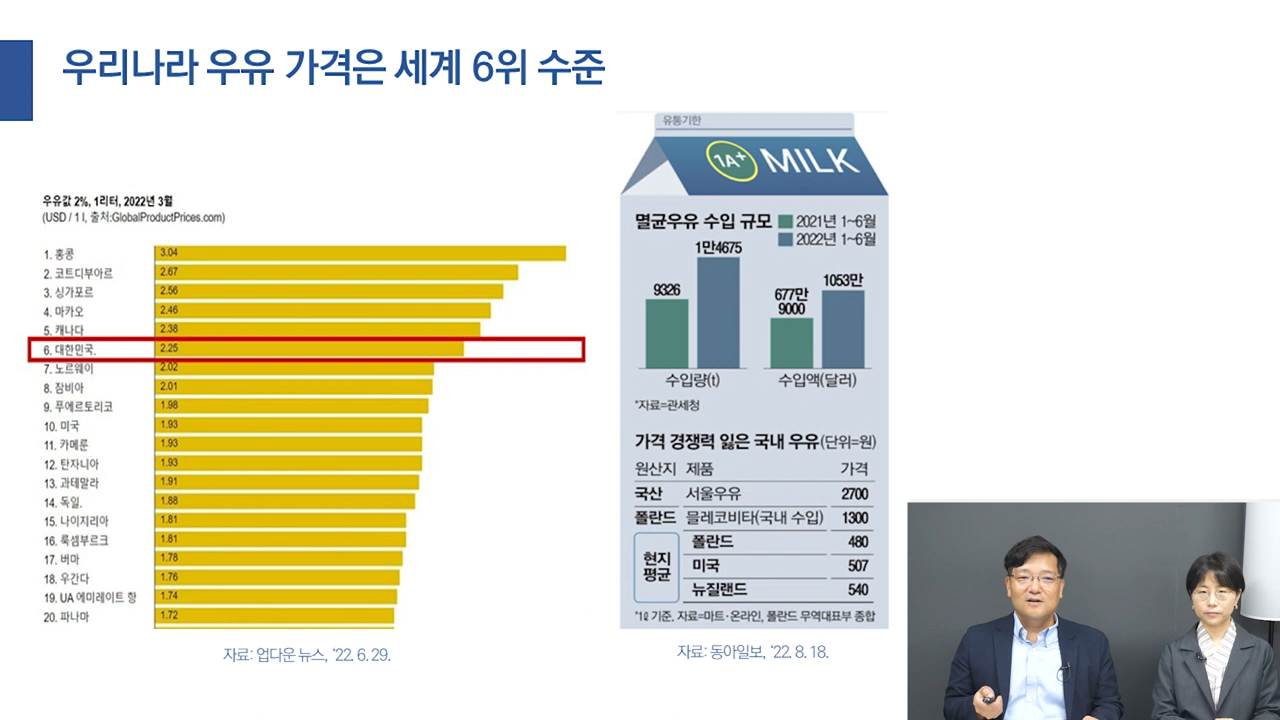 우리나라 우유 가격은 세계 6위 수준
우유값 2%, 1리터, 2022년 3월
(USD / 1 l, 출처:GlobalProductPrices.com)
1. 홍콩 3.04
2. 코트디부아르 2.67
3. 싱가포르 2.56
4. 마카오 2.46
5. 캐나다 2.38
6. 대한민국. 2.25
7. 노르웨이 2.02
8. 잠비아 2.01
9. 푸에르토리코 1.98
10. 미국 1.93
11. 카메룬 1.93
12. 탄자니아 1.93
13. 과테말라 1.91
14. 독일. 1.88
15. 나이지리아 1.81
16. 룩셈부르크 1.81
17. 버마 1.78
18. 우간다 1.76
19. UA 에미레이트 항 1.74
20. 파나마 1.72
자료: 업다운 뉴스, '22. 6. 29.
유통기한
1A+ MILK
멸균우유 수입 규모
2021년 1~6월
2022년 1~6월
9326
1만4675
677만
9000
1053만
수입량(t)
수입액(달러)
*자료=관세청
가격 경쟁력 잃은 국내 우유(단위=원)
원산지 제품 가격
국산 서울우유 2700
폴란드 믈레코비타(국내 수입) 1300
현지
평균
폴란드 480
미국 507
뉴질랜드 540
*1ℓ 기준. 자료=마트·온라인, 폴란드 무역대표부 종합
자료: 동아일보, '22. 8. 18.